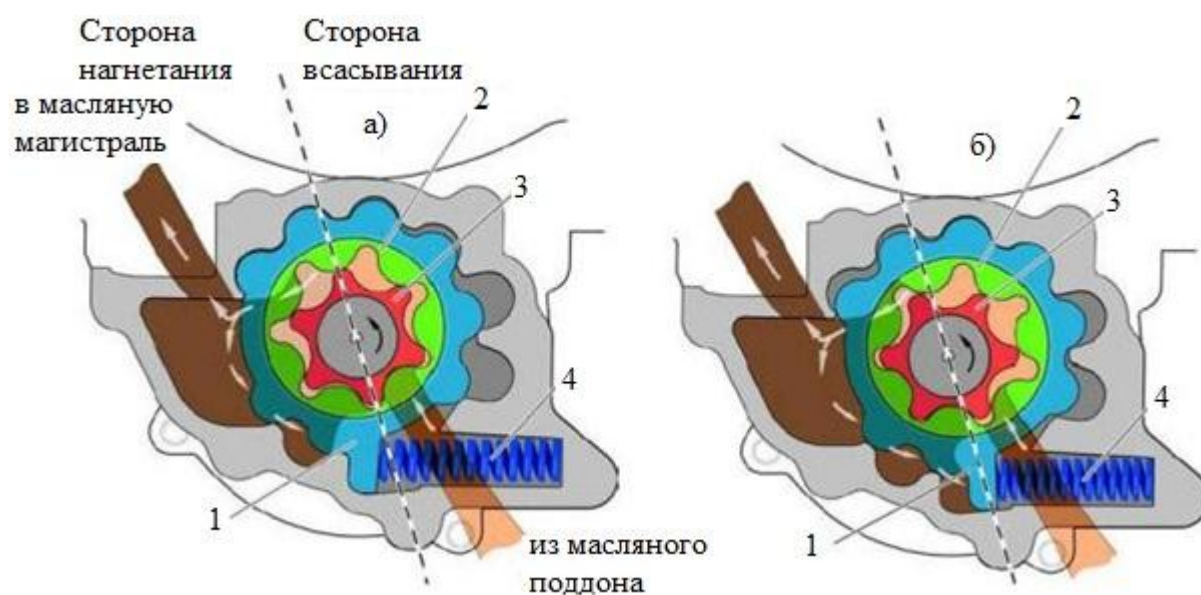 Сторона
нагнетания
в масляную
магистраль
Сторона
всасывания
а)
2
3
4
1
из масляного
поддона
б)
2
3
4
1